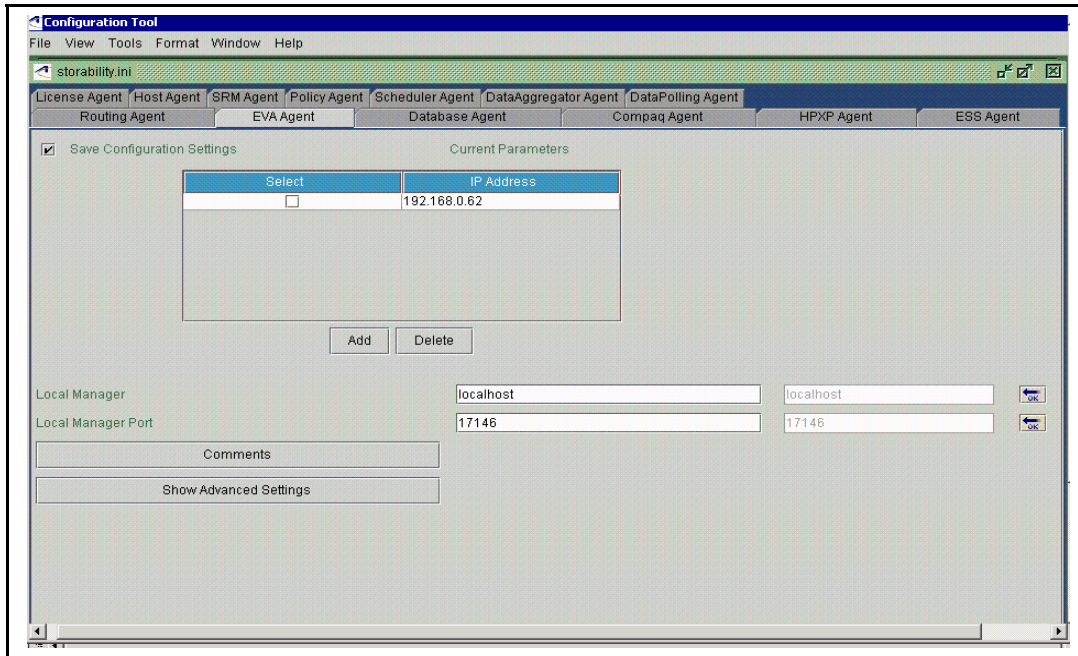 Configuration Tool
File View Tools Format Window Help
storability.ini
License Agent Host Agent SRM Agent Policy Agent Scheduler Agent DataAggregator Agent DataPolling Agent
Routing Agent EVA Agent Database Agent Compaq Agent HPXP Agent ESS Agent
Save Configuration Settings Current Parameters
Select IP Address
192.168.0.62
Add Delete
Local Manager localhost localhost OK
Local Manager Port 17146 17146 OK
Comments
Show Advanced Settings